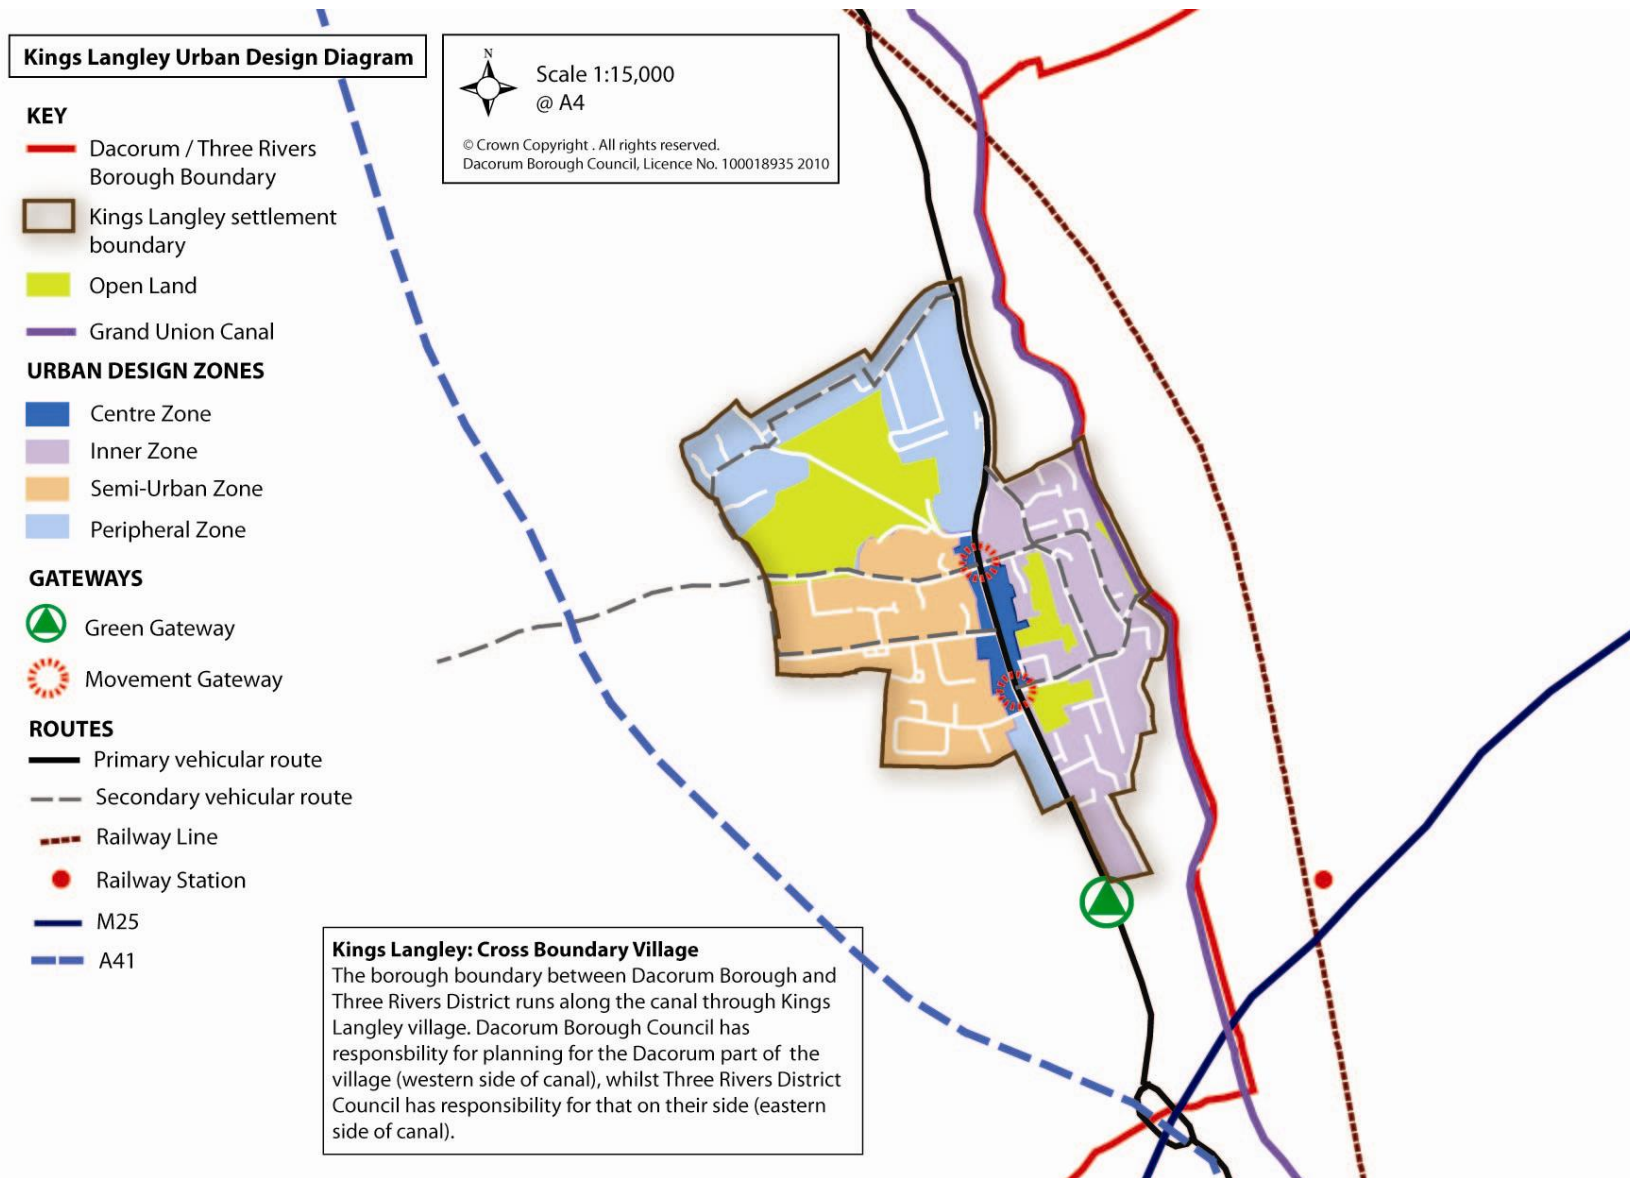 Kings Langley Urban Design Diagram
N
Scale 1:15,000
@ A4
© Crown Copyright . All rights reserved.
Dacorum Borough Council, Licence No. 100018935 2010
KEY
Dacorum / Three Rivers
Borough Boundary
Kings Langley settlement
boundary
Open Land
Grand Union Canal
URBAN DESIGN ZONES
Centre Zone
Inner Zone
Semi-Urban Zone
Peripheral Zone
GATEWAYS
Green Gateway
Movement Gateway
ROUTES
Primary vehicular route
Secondary vehicular route
Railway Line
Railway Station
M25
A41
Kings Langley: Cross Boundary Village
The borough boundary between Dacorum Borough and
Three Rivers District runs along the canal through Kings
Langley village. Dacorum Borough Council has
responsbility for planning for the Dacorum part of the
village (western side of canal), whilst Three Rivers District
Council has responsibility for that on their side (eastern
side of canal).